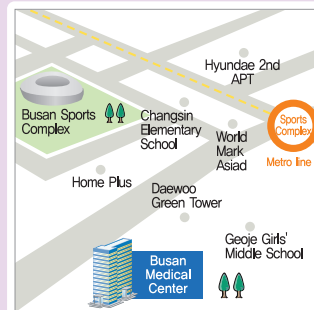 Hyundae 2nd
APT
Busan Sports
Complex
Changsin
Elementary
School
World
Mark
Asiad
Sports
Complex
Metro line
Home Plus
Daewoo
Green Tower
Geoje Girls'
Middle School
Busan
Medical
Center